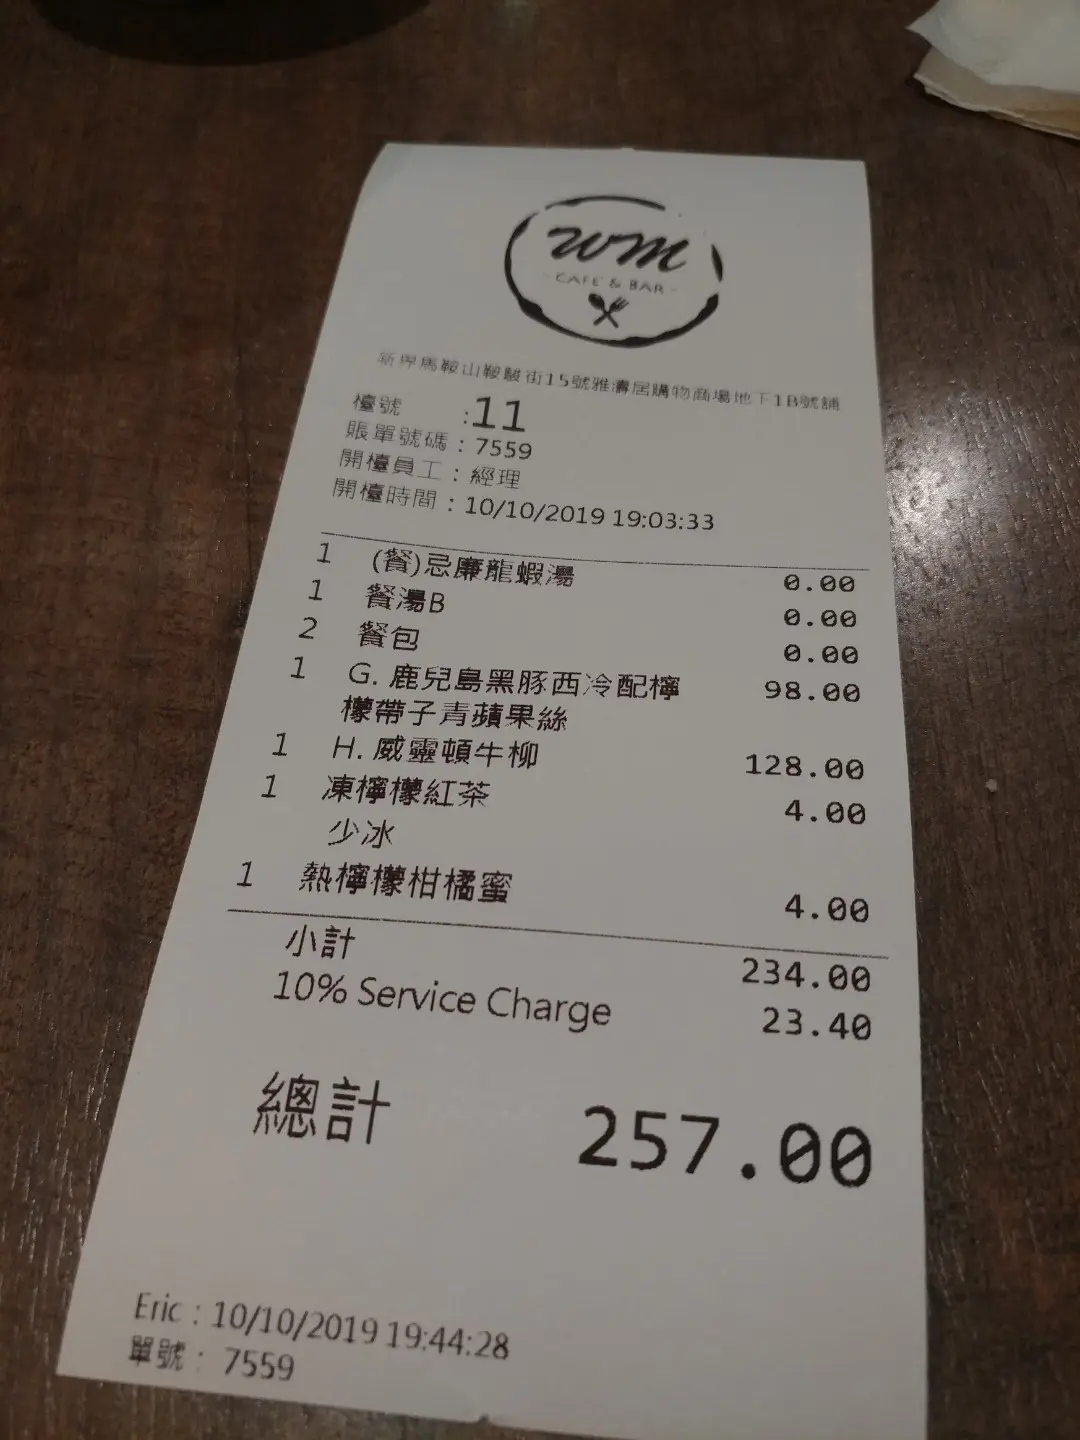 wm
CAFE & BAR
新界馬鞍山鞍駿街15號雅濤居購物商場地下1B號舖
檯號 :11
賬單號碼 : 7559
開檯員工 : 經理
開檯時間 : 10/10/2019 19:03:33
1 (餐)忌廉龍蝦湯 0.00
1 餐湯B 0.00
2 餐包 0.00
1 G. 鹿兒島黑豚西冷配檸 98.00
檬帶子青蘋果絲
1 H. 威靈頓牛柳 128.00
1 凍檸檬紅茶 4.00
少冰
1 熱檸檬柑橘蜜 4.00
小計 234.00
10% Service Charge 23.40
總計 257.00
Eric : 10/10/2019 19:44:28
單號 : 7559